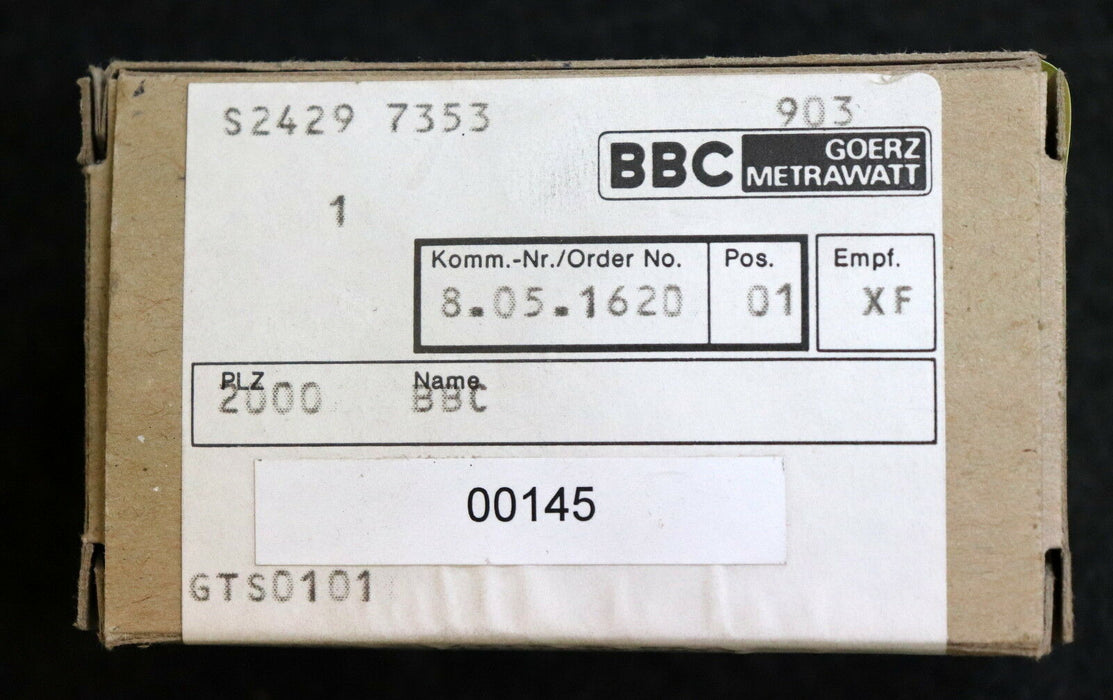 S2429 7353 903
BBC GOERZ
METRAWATT
1
Komm.-Nr./Order No. Pos. Empf.
8.05.1620 01 XF
PLZ Name
2000 BBC
00145
GTS0101